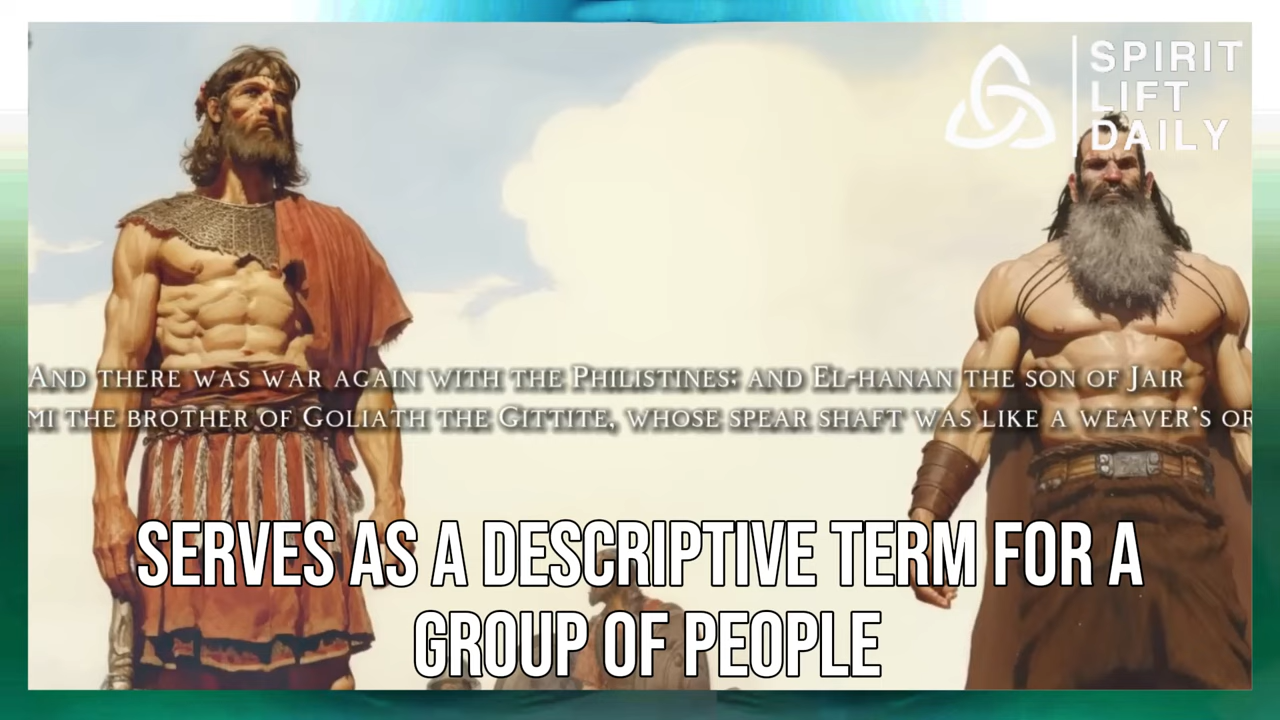 SPIRIT
LIFT
DAILY
And there was war again with the Philistines: and El-hanan the son of Jair
the brother of Goliath the Gittite, whose spear shaft was like a weaver's
SERVES AS A DESCRIPTIVE TERM FOR A
GROUP OF PEOPLE